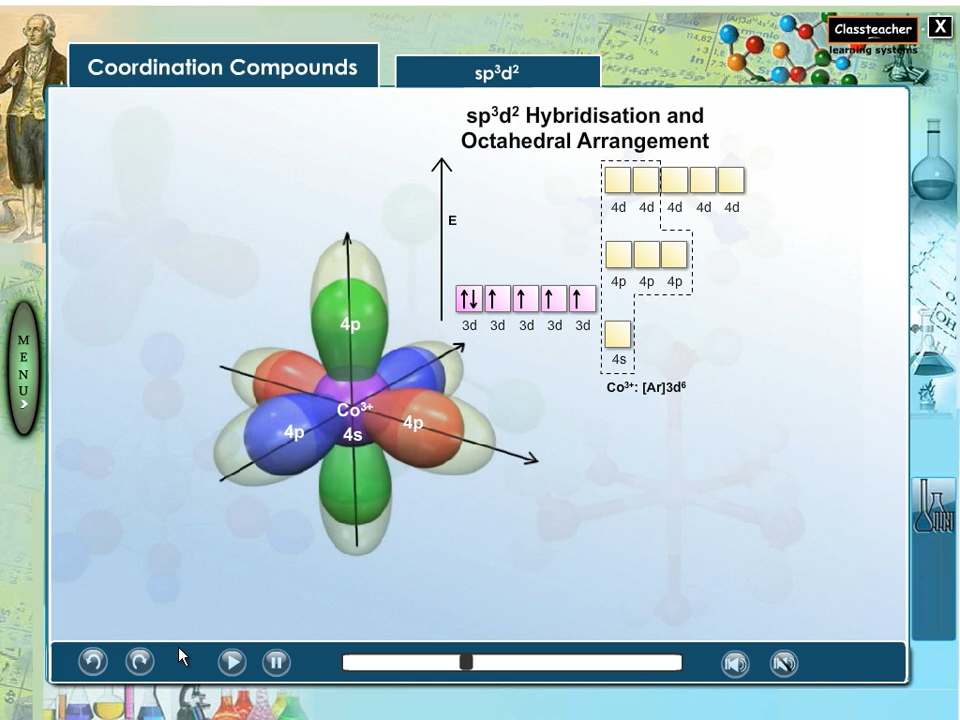 Classteacher
learning systems
X
Coordination Compounds
sp³d²
sp³d² Hybridisation and
Octahedral Arrangement
E
4d 4d 4d 4d 4d
4p 4p 4p
3d 3d 3d 3d 3d
4s
Co³⁺: [Ar]3d⁶
4p
Co³⁺
4p 4s 4p
MENU